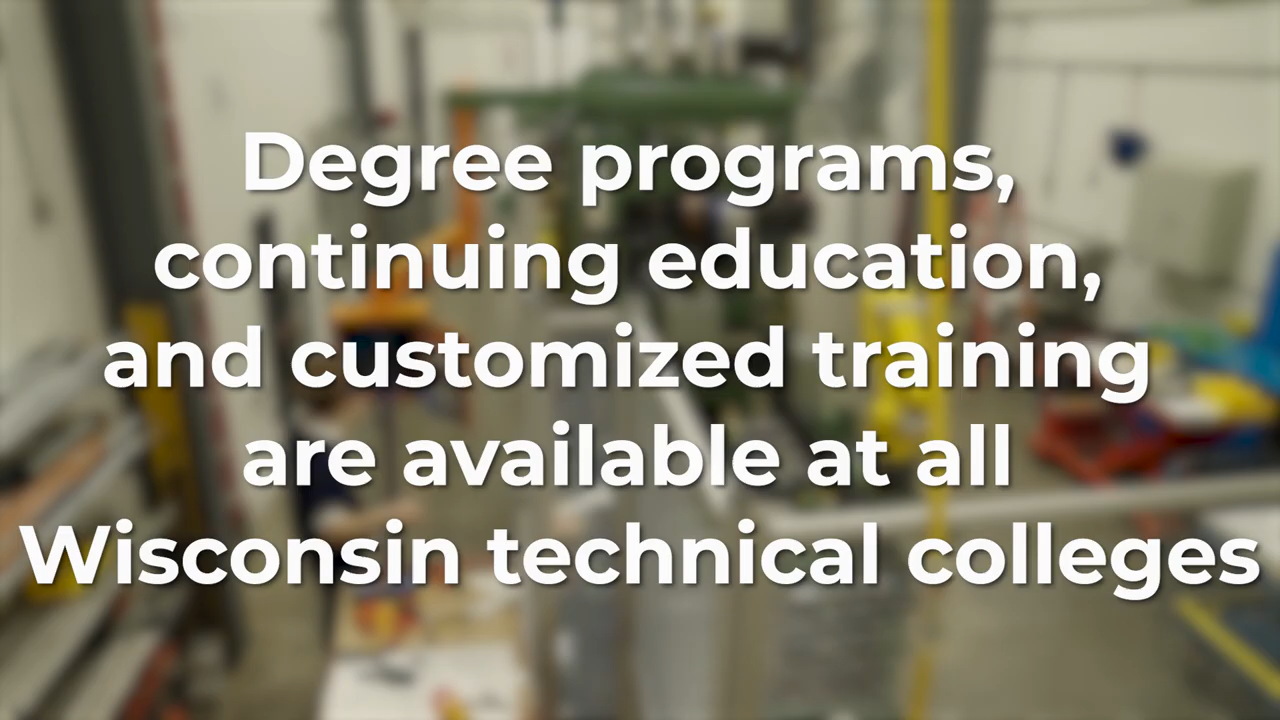 Degree programs,
continuing education,
and customized training
are available at all
Wisconsin technical colleges